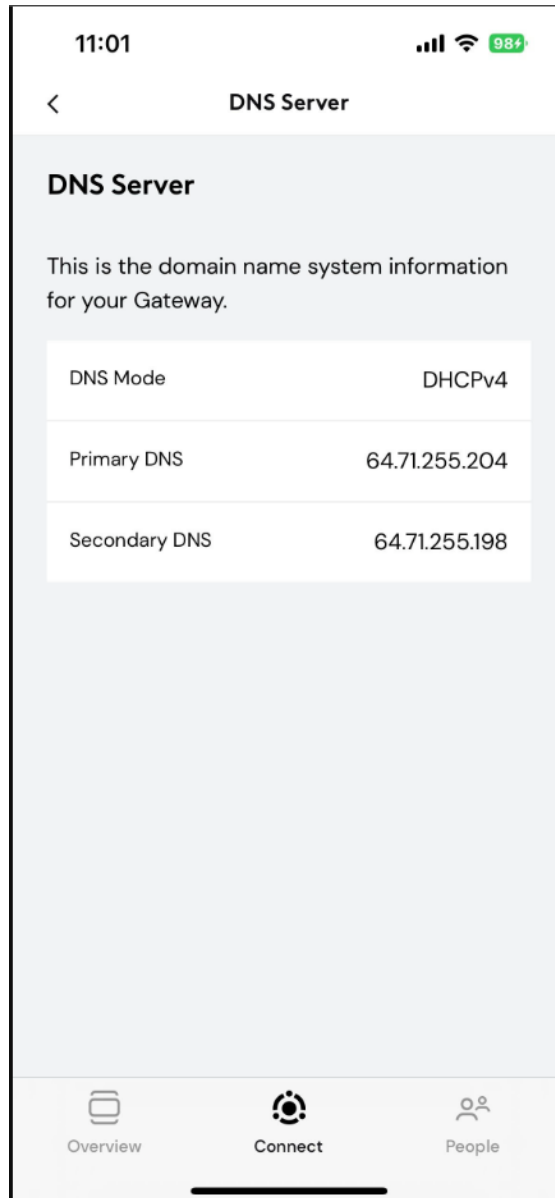 11:01
98
DNS Server
DNS Server
This is the domain name system information
for your Gateway.
DNS Mode DHCPv4
Primary DNS 64.71.255.204
Secondary DNS 64.71.255.198
Overview Connect People